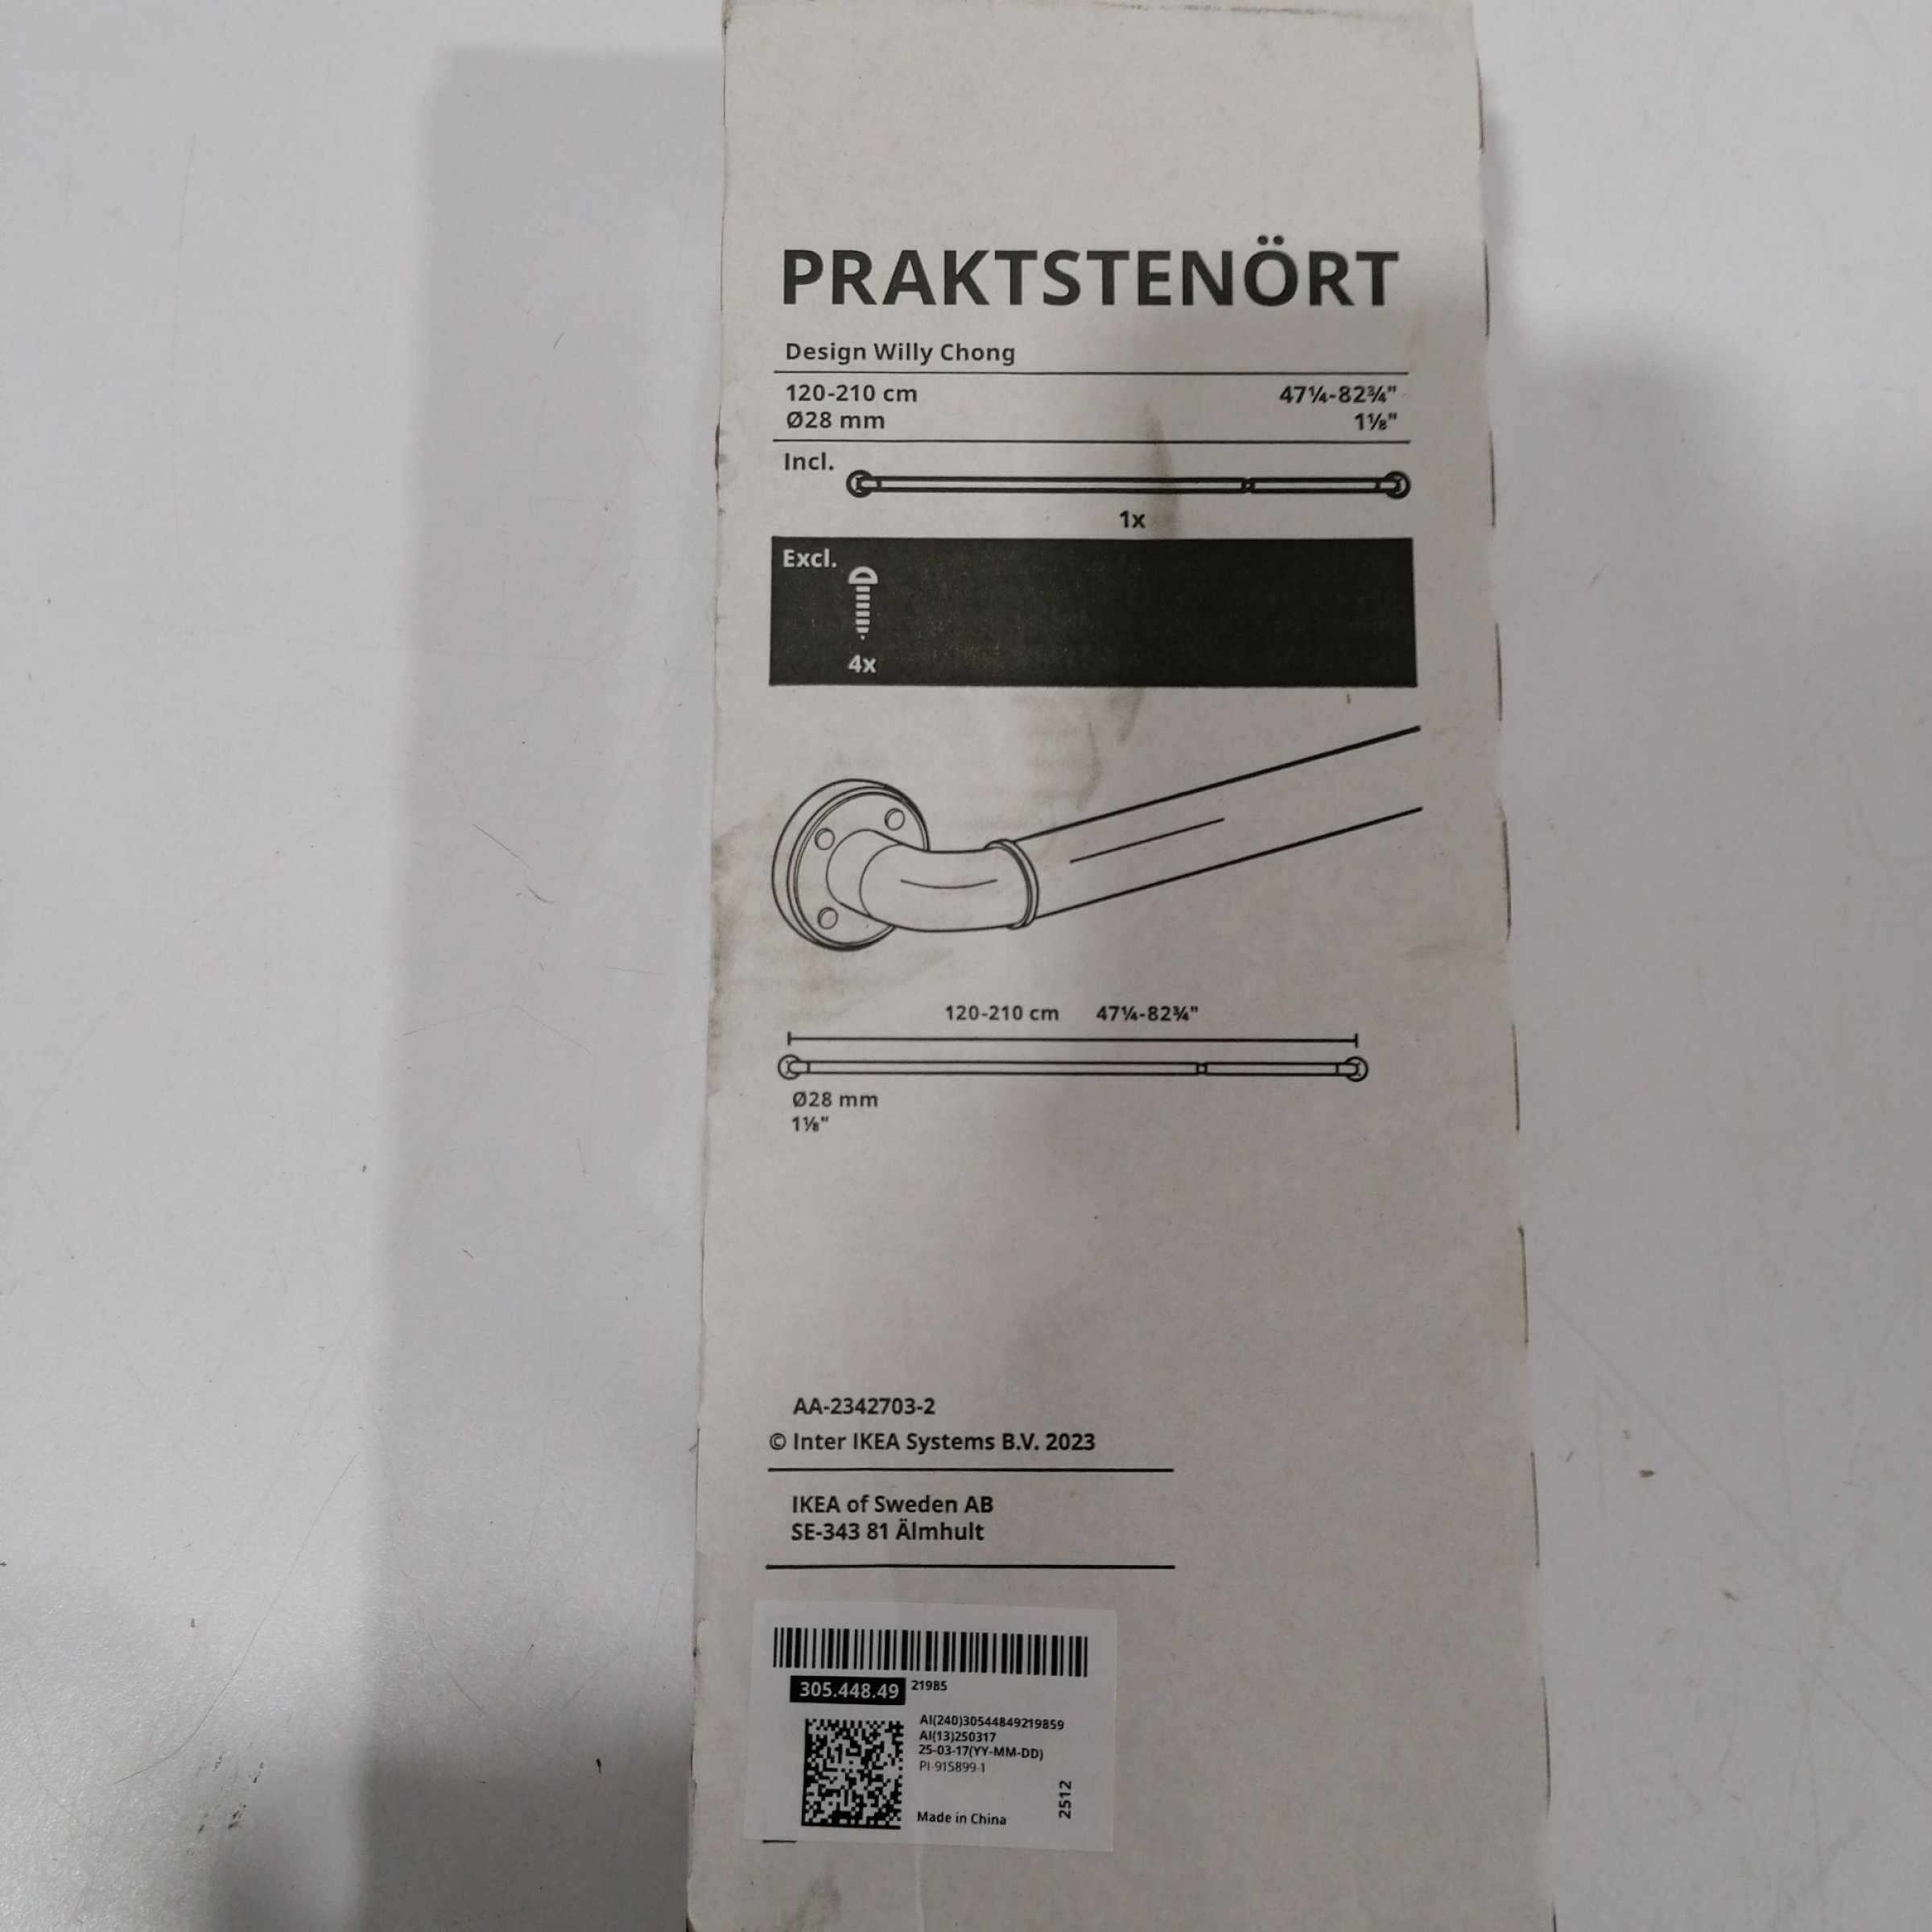 PRAKTSTENÖRT
Design Willy Chong
120-210 cm 47¼-82¾"
Ø28 mm 1⅛"
Incl.
1x
Excl.
4x
120-210 cm 47¼-82¾"
Ø28 mm
1⅛"
AA-2342703-2
© Inter IKEA Systems B.V. 2023
IKEA of Sweden AB
SE-343 81 Älmhult
305.448.49 21985
AI(240)30544849219859
AI(13)250317
25-03-17(YY-MM-DD)
PI-915899-1
Made in China
2512